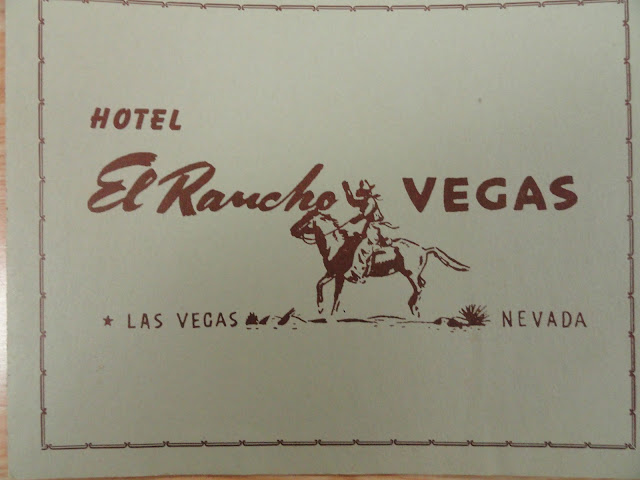 HOTEL
El Rancho VEGAS
★ LAS VEGAS NEVADA